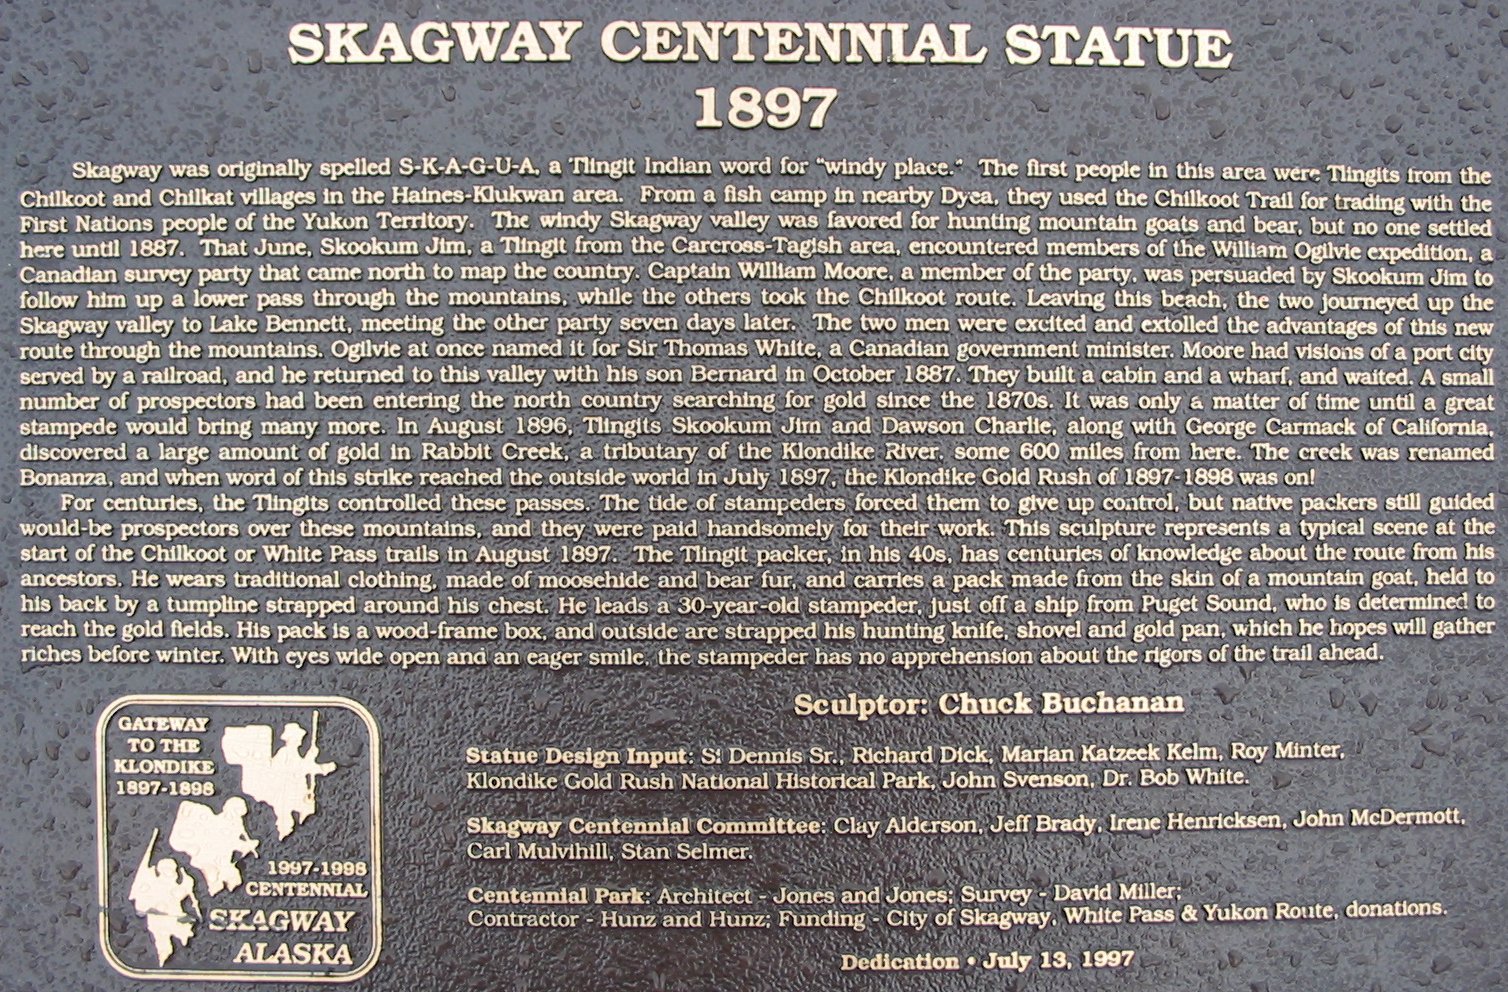 SKAGWAY CENTENNIAL STATUE
1897
Skagway was originally spelled S-K-A-G-U-A, a Tlingit Indian word for "windy place." The first people in this area were Tlingits from the
Chilkoot and Chilkat villages in the Haines-Klukwan area. From a fish camp in nearby Dyea, they used the Chilkoot Trail for trading with the
First Nations people of the Yukon Territory. The windy Skagway valley was favored for hunting mountain goats and bear, but no one settled
here until 1887. That June, Skookum Jim, a Tlingit from the Carcross-Tagish area, encountered members of the William Ogilvie expedition, a
Canadian survey party that came north to map the country. Captain William Moore, a member of the party, was persuaded by Skookum Jim to
follow him up a lower pass through the mountains, while the others took the Chilkoot route. Leaving this beach, the two journeyed up the
Skagway valley to Lake Bennett, meeting the other party seven days later. The two men were excited and extolled the advantages of this new
route through the mountains. Ogilvie at once named it for Sir Thomas White, a Canadian government minister. Moore had visions of a port city
served by a railroad, and he returned to this valley with his son Bernard in October 1887. They built a cabin and a wharf, and waited. A small
number of prospectors had been entering the north country searching for gold since the 1870s. It was only a matter of time until a great
stampede would bring many more. In August 1896, Tlingits Skookum Jim and Dawson Charlie, along with George Carmack of California,
discovered a large amount of gold in Rabbit Creek, a tributary of the Klondike River, some 600 miles from here. The creek was renamed
Bonanza, and when word of this strike reached the outside world in July 1897, the Klondike Gold Rush of 1897-1898 was on!
For centuries, the Tlingits controlled these passes. The tide of stampeders forced them to give up control, but native packers still guided
would-be prospectors over these mountains, and they were paid handsomely for their work. This sculpture represents a typical scene at the
start of the Chilkoot or White Pass trails in August 1897. The Tlingit packer, in his 40s, has centuries of knowledge about the route from his
ancestors. He wears traditional clothing, made of moosehide and bear fur, and carries a pack made from the skin of a mountain goat, held to
his back by a tumpline strapped around his chest. He leads a 30-year-old stampeder, just off a ship from Puget Sound, who is determined to
reach the gold fields. His pack is a wood-frame box, and outside are strapped his hunting knife, shovel and gold pan, which he hopes will gather
riches before winter. With eyes wide open and an eager smile, the stampeder has no apprehension about the rigors of the trail ahead.
GATEWAY
TO THE
KLONDIKE
1897-1898
1997-1998
CENTENNIAL
SKAGWAY
ALASKA
Sculptor: Chuck Buchanan
Statue Design Input: Si Dennis Sr., Richard Dick, Marian Katzeek Kelm, Roy Minter,
Klondike Gold Rush National Historical Park, John Svenson, Dr. Bob White.
Skagway Centennial Committee: Clay Alderson, Jeff Brady, Irene Henricksen, John McDermott,
Carl Mulvihill, Stan Selmer.
Centennial Park: Architect - Jones and Jones; Survey - David Miller;
Contractor - Hunz and Hunz; Funding - City of Skagway, White Pass & Yukon Route, donations.
Dedication • July 13, 1997